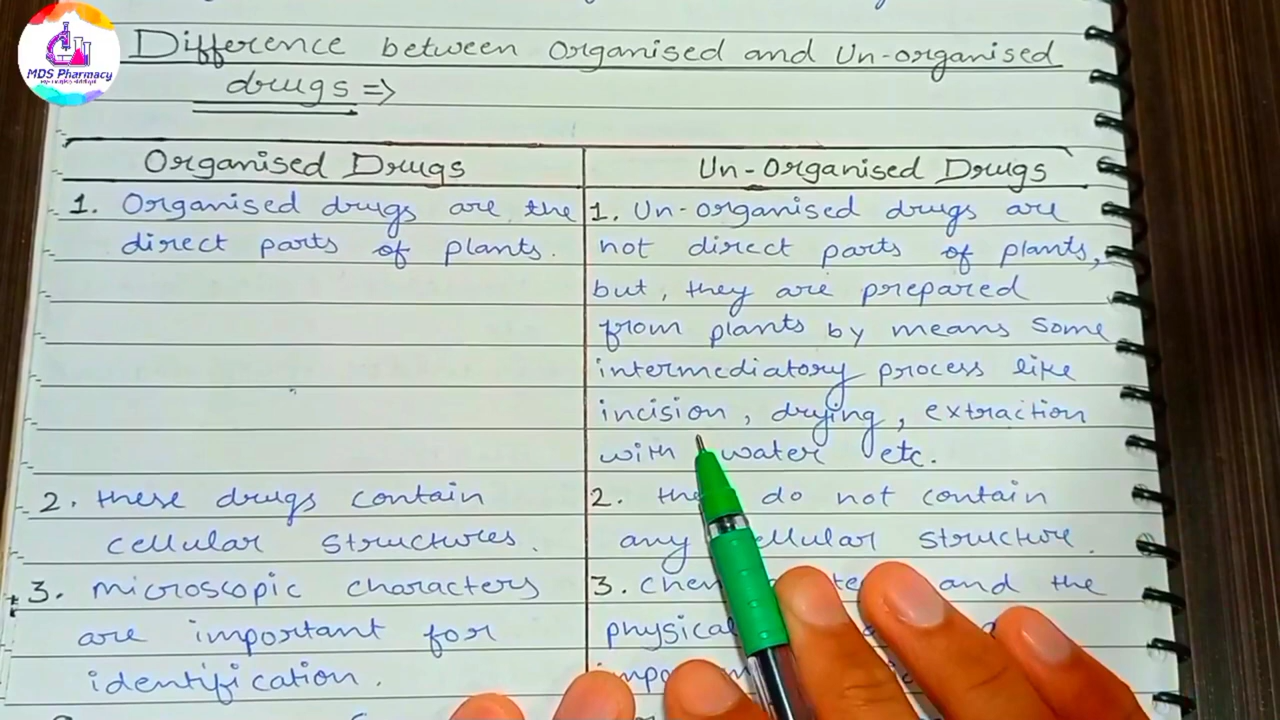 MDS Pharmacy
Difference between Organised and Un-organised
drugs =>
Organised Drugs
1. Organised drugs are the
direct parts of plants.
2. these drugs contain
cellular structures.
3. microscopic characters
are important for
identification.
Un-Organised Drugs
1. Un-organised drugs are
not direct parts of plants,
but, they are prepared
from plants by means some
intermediatory process like
incision, drying, extraction
with water etc.
2. do not contain
any structure.
3. and the